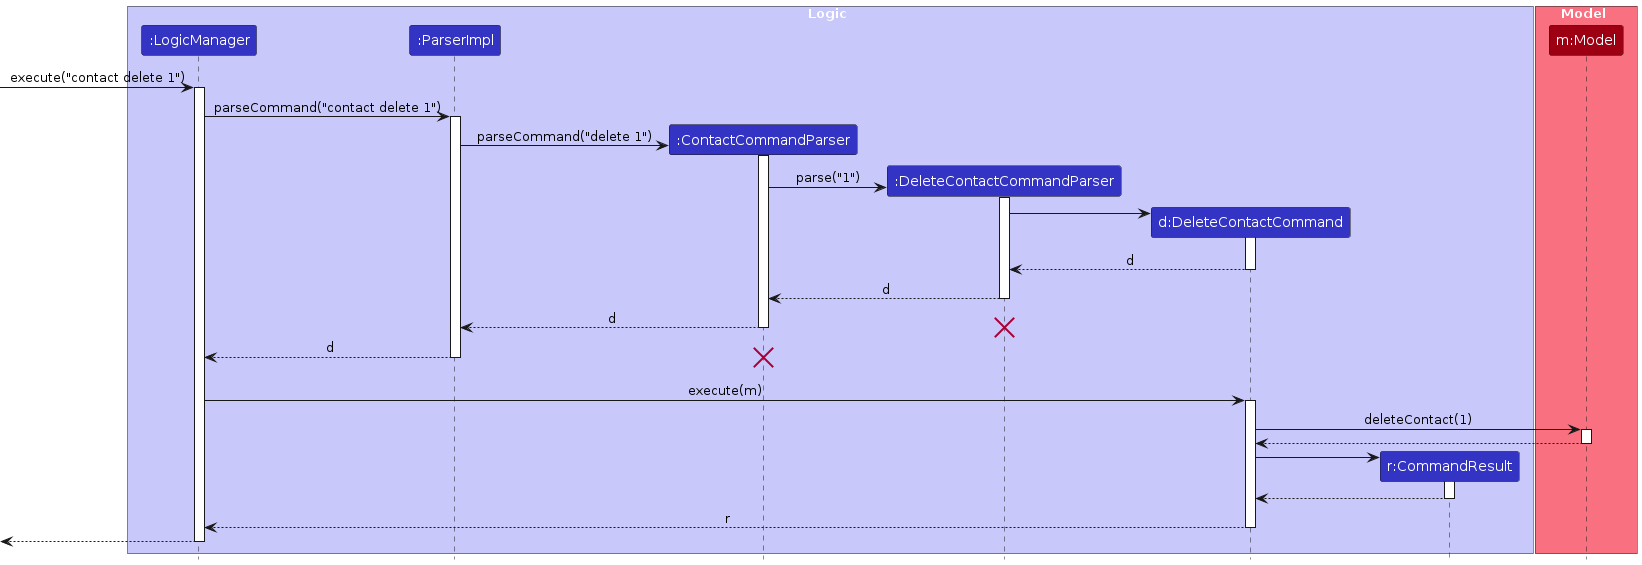 Logic
Model
:LogicManager
:ParserImpl
m:Model
execute("contact delete 1")
parseCommand("contact delete 1")
parseCommand("delete 1")
:ContactCommandParser
parse("1")
:DeleteContactCommandParser
d:DeleteContactCommand
d
d
d
d
execute(m)
deleteContact(1)
r:CommandResult
r